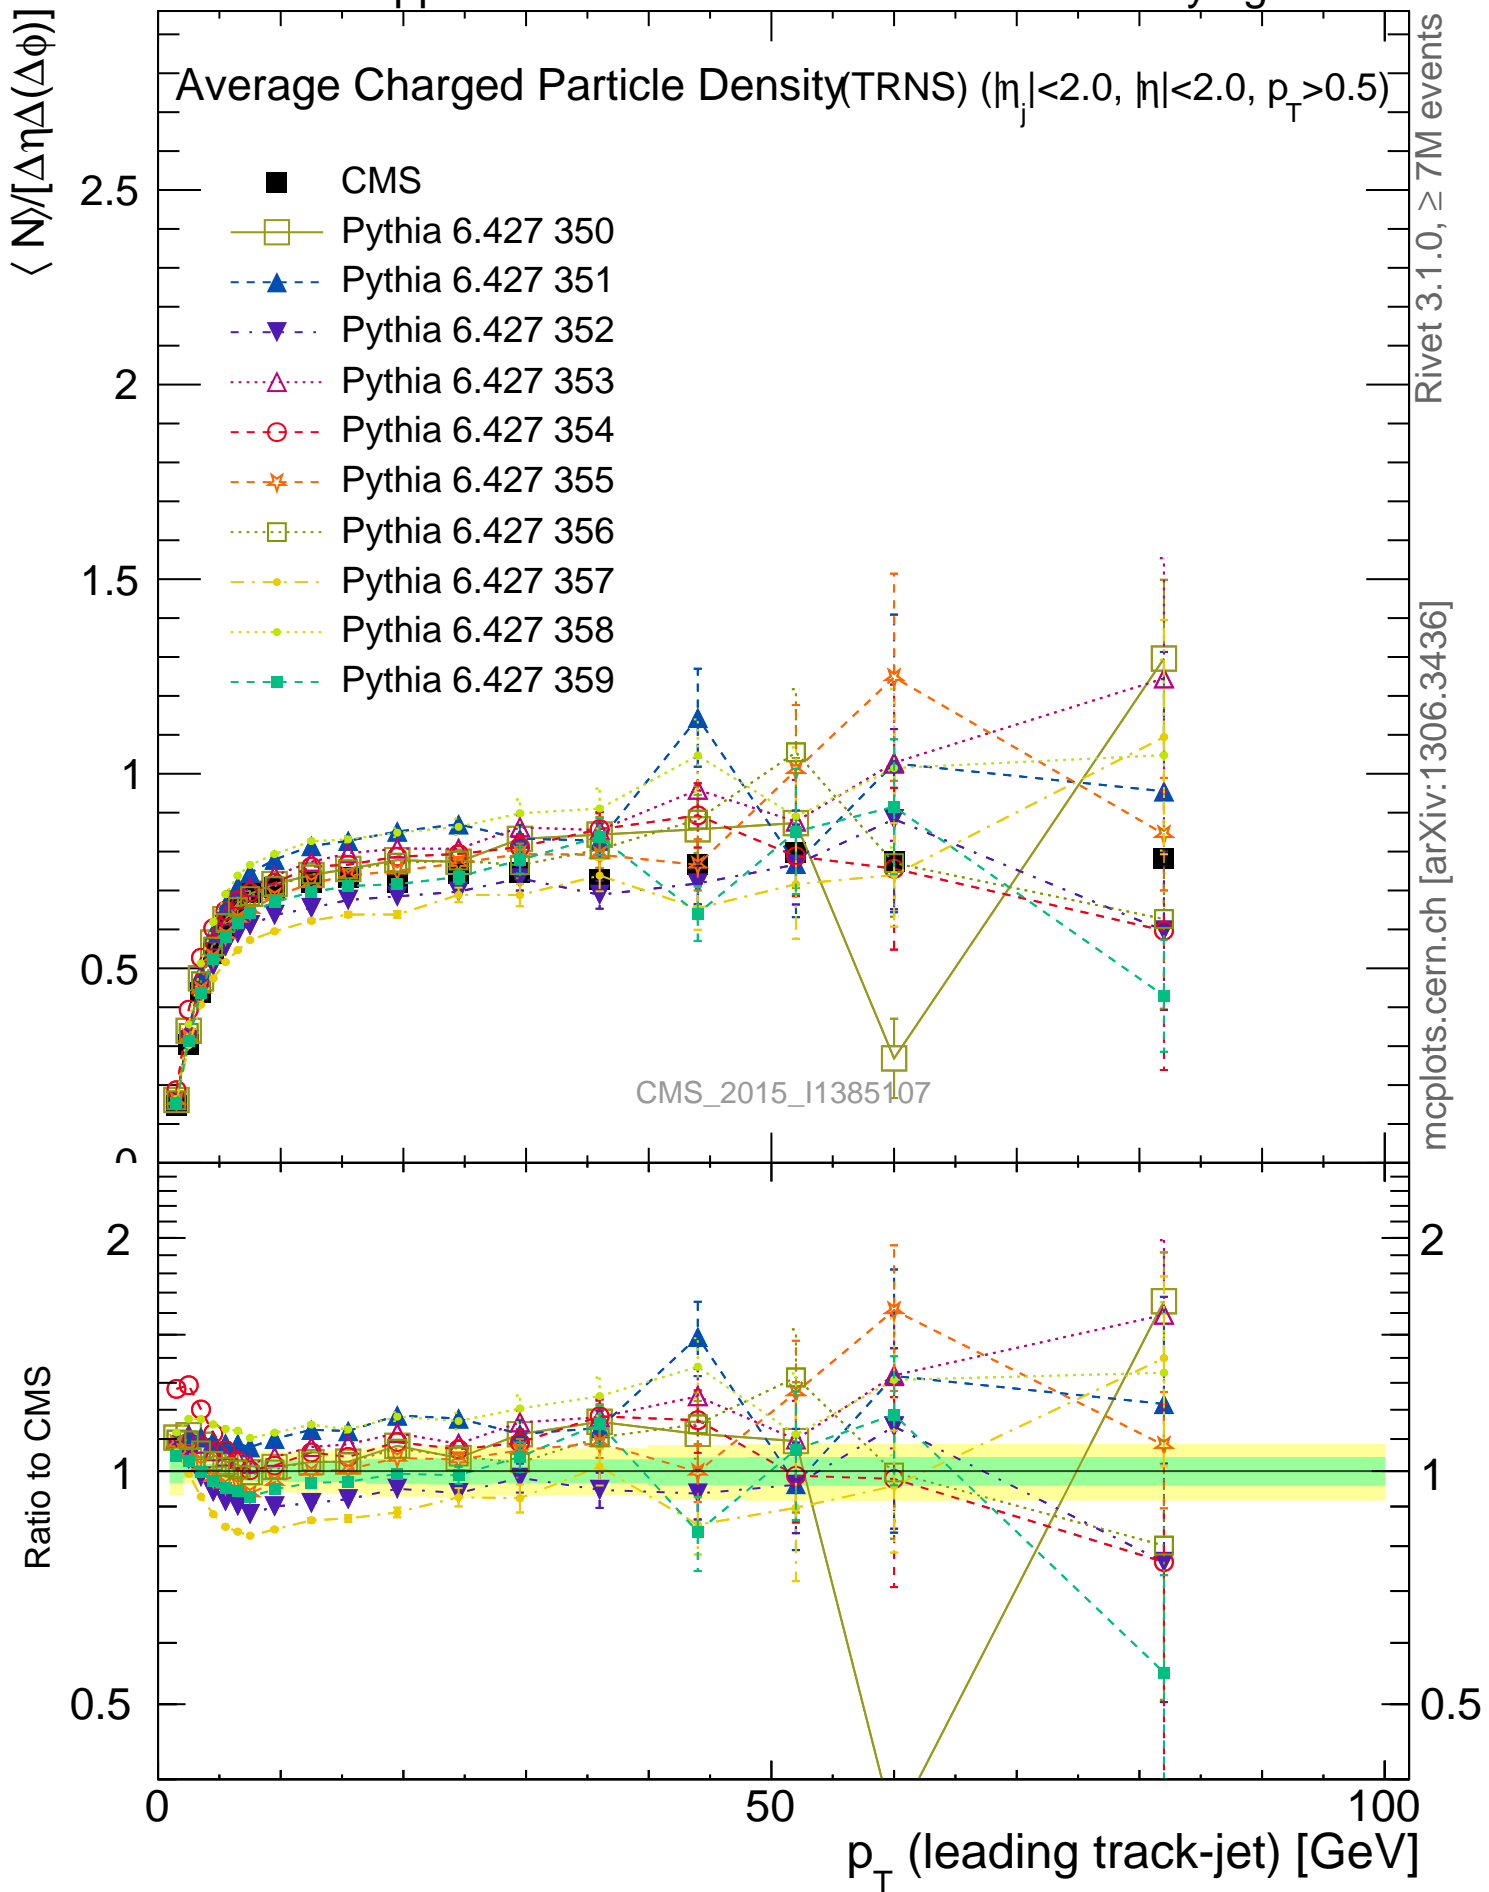 Average Charged Particle Density (TRNS) (|η_j|<2.0, |η|<2.0, p_T>0.5)
⟨ N⟩/[ΔηΔ(Δϕ)]
CMS
Pythia 6.427 350
Pythia 6.427 351
Pythia 6.427 352
Pythia 6.427 353
Pythia 6.427 354
Pythia 6.427 355
Pythia 6.427 356
Pythia 6.427 357
Pythia 6.427 358
Pythia 6.427 359
2.5
2
1.5
1
0.5
0
CMS_2015_I1385107
Rivet 3.1.0, ≥ 7M events
mcplots.cern.ch [arXiv:1306.3436]
Ratio to CMS
2
1
0.5
2
1
0.5
0
50
100
p_T (leading track-jet) [GeV]